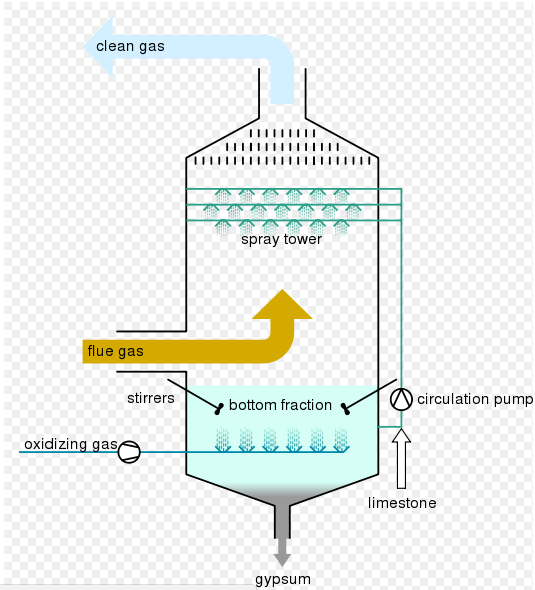 clean gas
spray tower
flue gas
stirrers
bottom fraction
circulation pump
oxidizing gas
limestone
gypsum